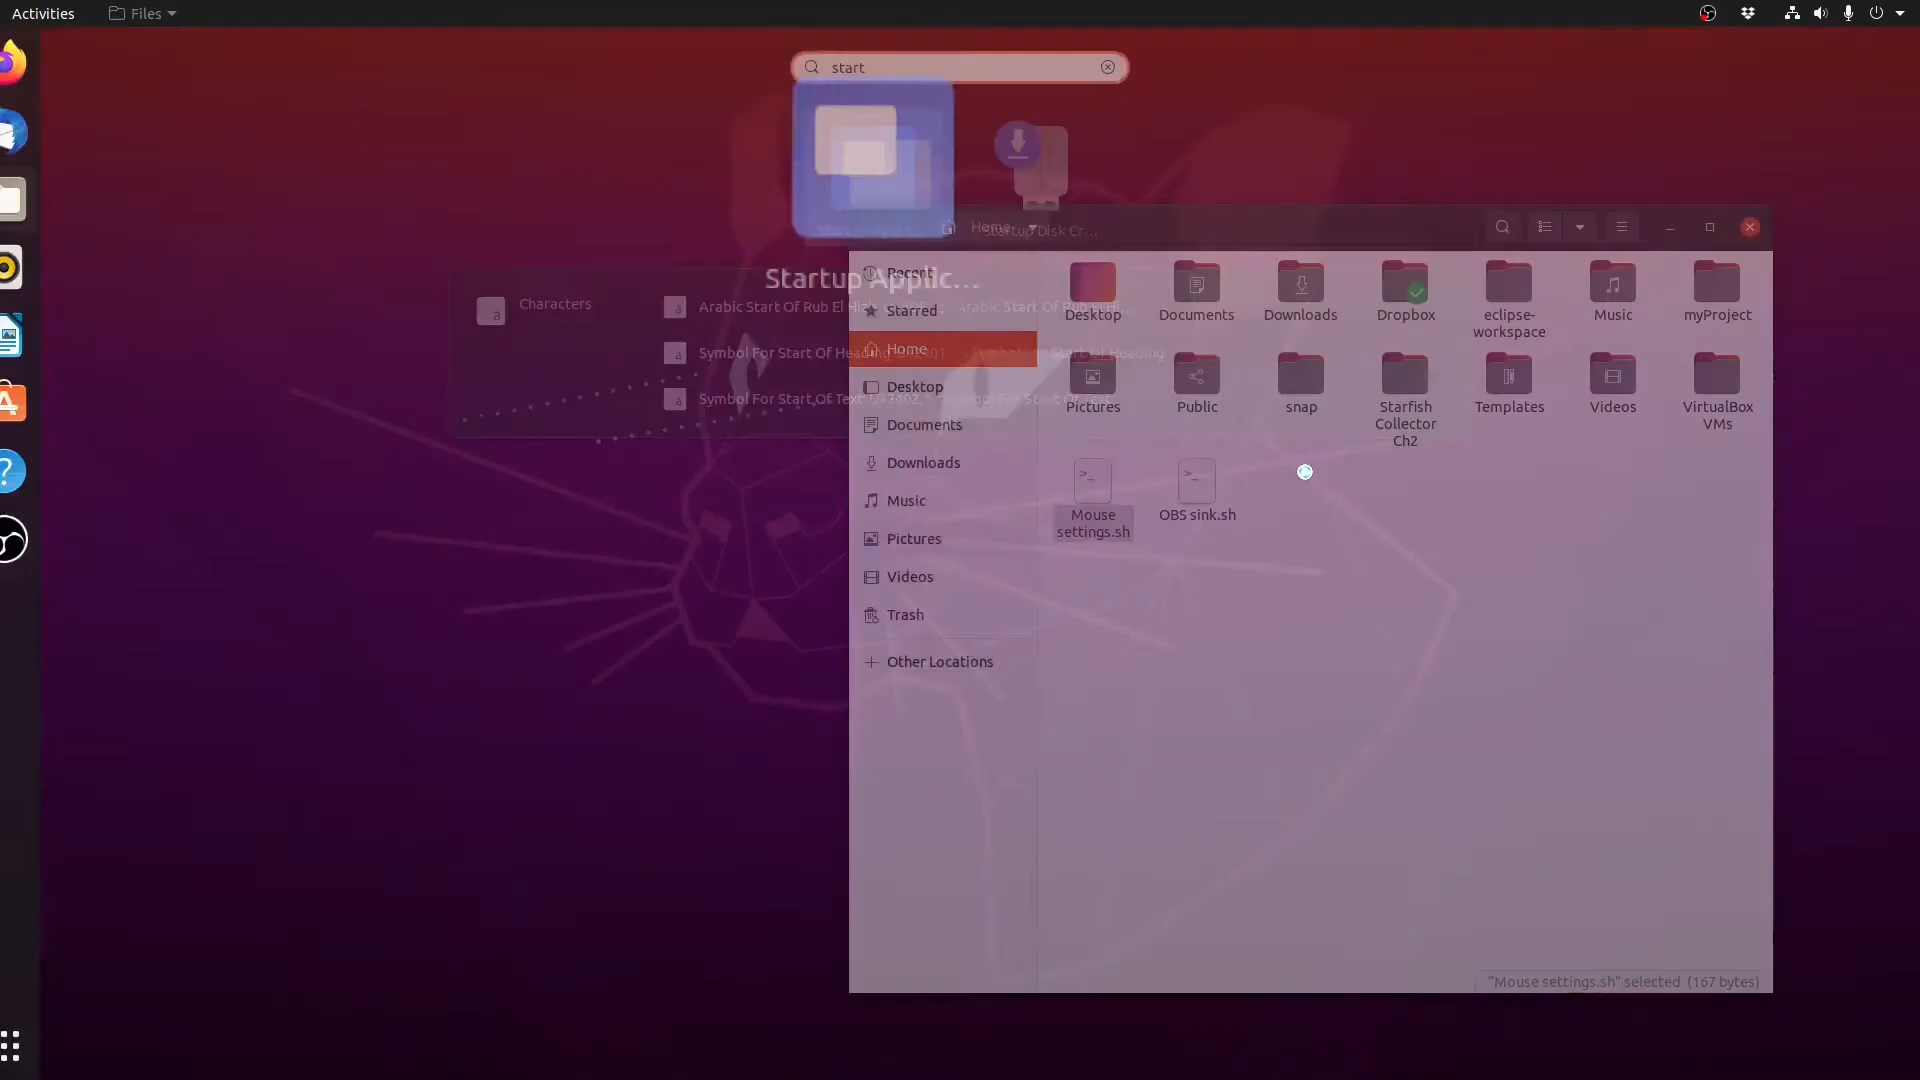 Activities
Files
start
Home
Startup Disk Cr...
Startup Applic...
Characters
Arabic Start Of Rub El Hi
Arabic Start Of Rub El Hi...
Symbol For Start Of Heading
Symbol For Start Of Heading
Symbol For Start Of Text U+2402,
Symbol For Start Of Text
Recent
Starred
Home
Desktop
Documents
Downloads
Music
Pictures
Videos
Trash
Other Locations
Desktop
Documents
Downloads
Dropbox
eclipse-
workspace
Music
myProject
Pictures
Public
snap
Starfish
Collector
Ch2
Templates
Videos
VirtualBox
VMs
Mouse
settings.sh
OBS sink.sh
"Mouse settings.sh" selected (167 bytes)